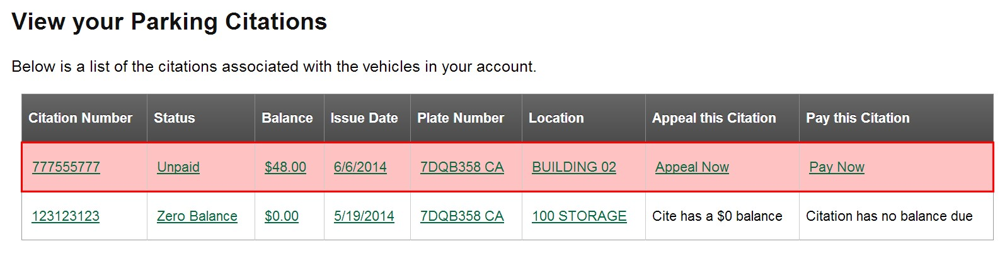 View your Parking Citations
Below is a list of the citations associated with the vehicles in your account.
Citation Number Status Balance Issue Date Plate Number Location Appeal this Citation Pay this Citation
777555777 Unpaid $48.00 6/6/2014 7DQB358 CA BUILDING 02 Appeal Now Pay Now
123123123 Zero Balance $0.00 5/19/2014 7DQB358 CA 100 STORAGE Cite has a $0 balance Citation has no balance due